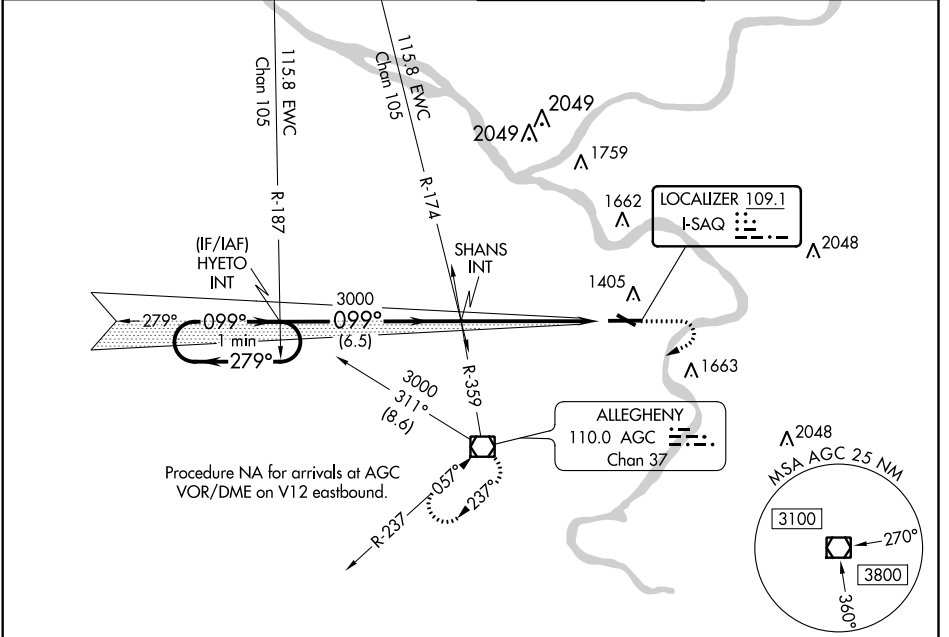 115.8 EWC
Chan 105
R-187
115.8 EWC
Chan 105
R-174
2049
2049
1759
1662
LOCALIZER 109.1
I-SAQ
2048
1405
(IF/IAF)
HYETO
INT
SHANS
INT
3000
279°
099°
099°
1 min
(6.5)
279°
3000
311°
(8.6)
R-359
1663
ALLEGHENY
110.0 AGC
Chan 37
Procedure NA for arrivals at AGC
VOR/DME on V12 eastbound.
057°
237°
R-237
2048
MSA AGC 25 NM
3100
270°
3800
360°